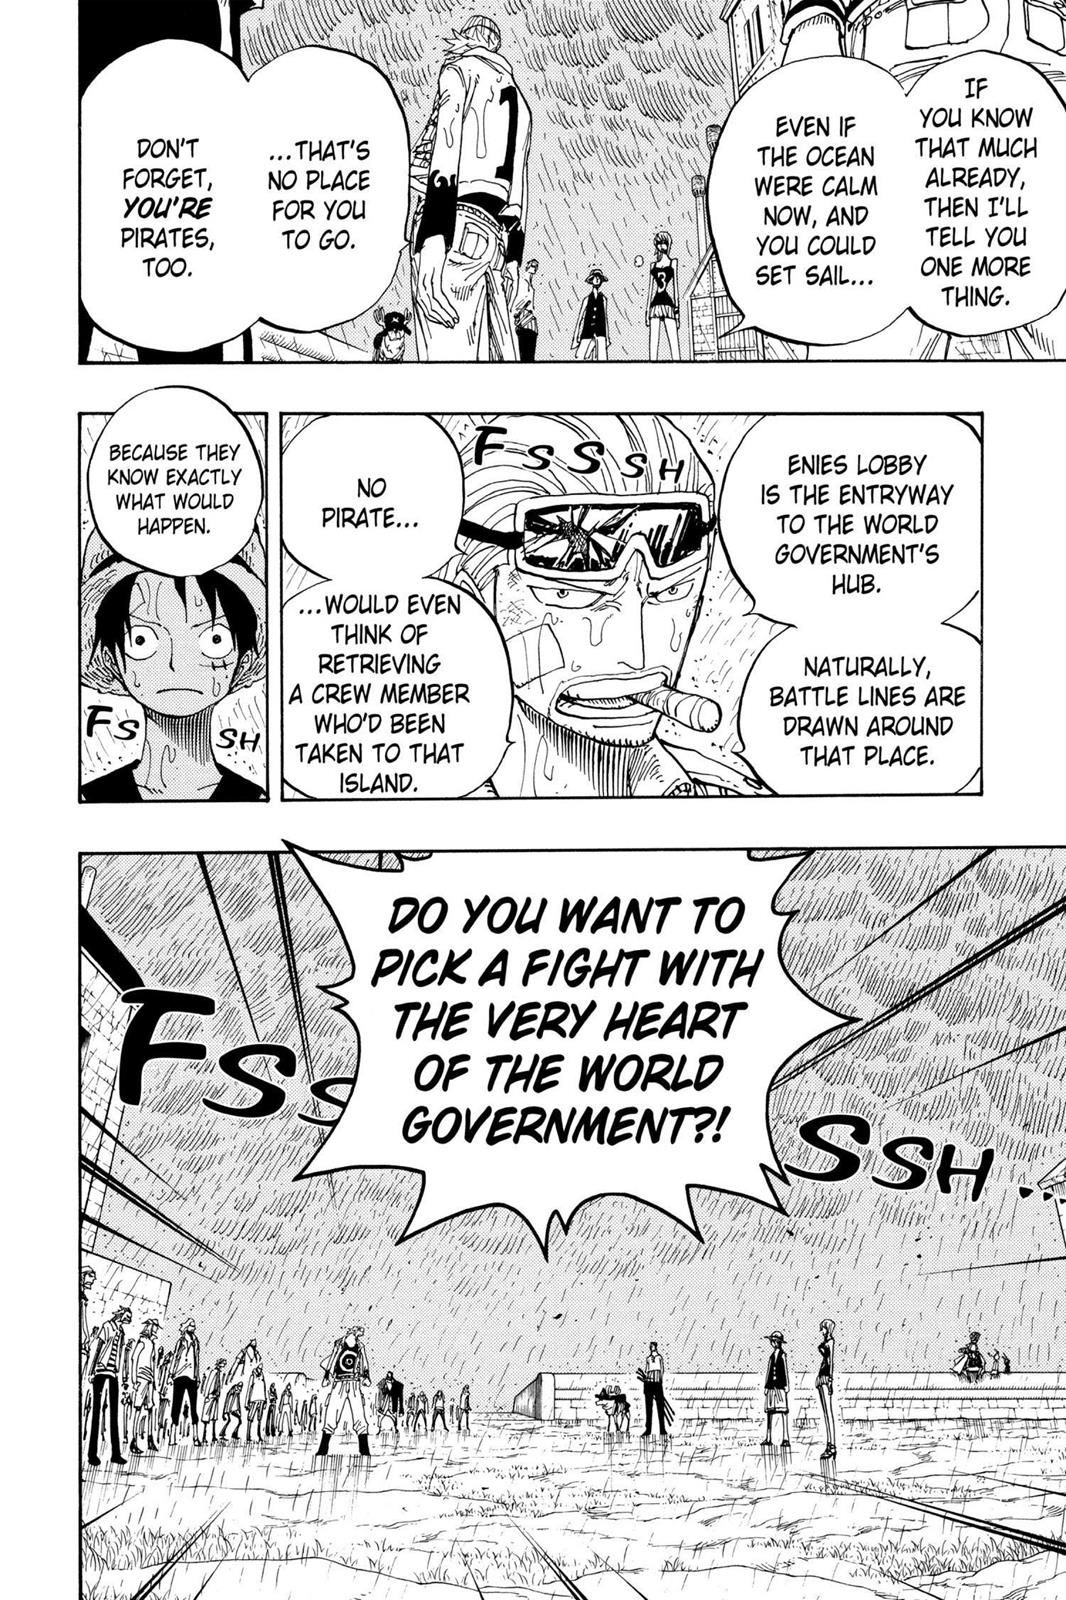 IF
YOU KNOW
THAT MUCH
ALREADY,
THEN I'LL
TELL YOU
ONE MORE
THING.
EVEN IF
THE OCEAN
WERE CALM
NOW, AND
YOU COULD
SET SAIL...
...THAT'S
NO PLACE
FOR YOU
TO GO.
DON'T
FORGET,
YOU'RE
PIRATES,
TOO.
1
3
ENIES LOBBY
IS THE ENTRYWAY
TO THE WORLD
GOVERNMENT'S
HUB.
NATURALLY,
BATTLE LINES ARE
DRAWN AROUND
THAT PLACE.
FSSSSH
NO
PIRATE...
...WOULD EVEN
THINK OF
RETRIEVING
A CREW MEMBER
WHO'D BEEN
TAKEN TO THAT
ISLAND.
BECAUSE THEY
KNOW EXACTLY
WHAT WOULD
HAPPEN.
FS
SH
DO YOU WANT TO
PICK A FIGHT WITH
THE VERY HEART
OF THE WORLD
GOVERNMENT?!
FSS
SSH...